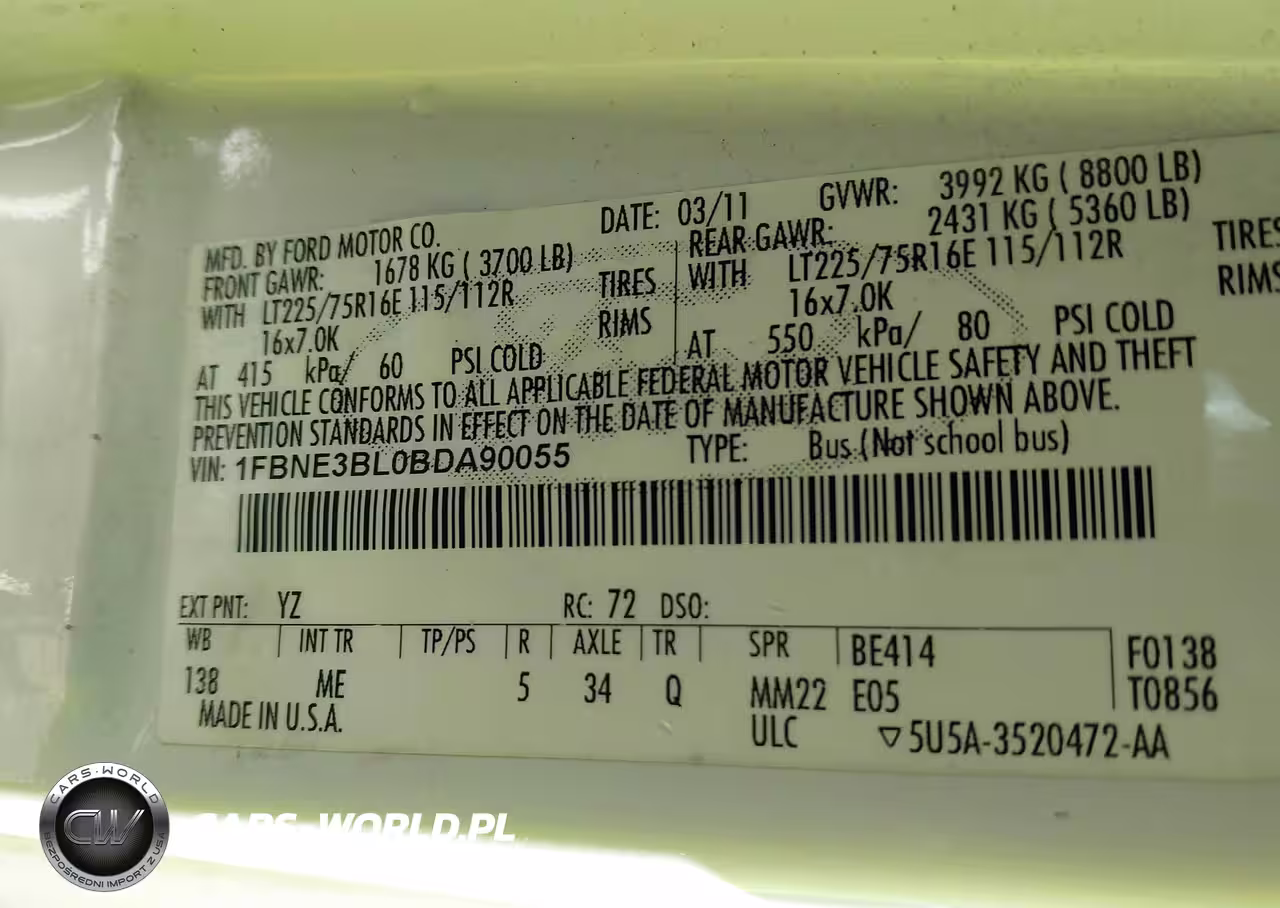 MFD. BY FORD MOTOR CO. DATE: 03/11 GVWR: 3992 KG ( 8800 LB)
FRONT GAWR: 1678 KG ( 3700 LB) REAR GAWR: 2431 KG ( 5360 LB)
WITH LT225/75R16E 115/112R TIRES WITH LT225/75R16E 115/112R TIRES
16x7.0K RIMS 16x7.0K RIMS
AT 415 kPa/ 60 PSI COLD AT 550 kPa/ 80 PSI COLD
THIS VEHICLE CONFORMS TO ALL APPLICABLE FEDERAL MOTOR VEHICLE SAFETY AND THEFT
PREVENTION STANDARDS IN EFFECT ON THE DATE OF MANUFACTURE SHOWN ABOVE.
VIN: 1FBNE3BL0BDA90055 TYPE: Bus (Not school bus)
EXT PNT: YZ RC: 72 DSO:
WB INT TR TP/PS R AXLE TR SPR BE414 F0138
138 ME 5 34 Q MM22 E05 T0856
MADE IN U.S.A. ULC ▽5U5A-3520472-AA
CARS-WORLD
CW
BEZPOŚREDNI IMPORT Z USA
CARS-WORLD.PL